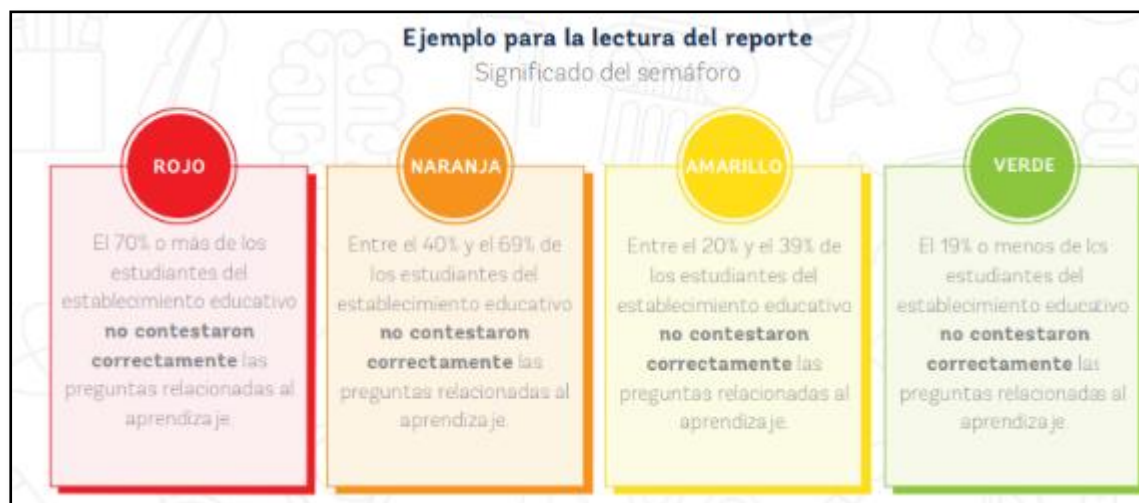 Ejemplo para la lectura del reporte
Significado del semáforo
ROJO
El 70% o más de los
estudiantes del
establecimiento educativo
no contestaron
correctamente las
preguntas relacionadas al
aprendizaje.
NARANJA
Entre el 40% y el 69% de
los estudiantes del
establecimiento educativo
no contestaron
correctamente las
preguntas relacionadas al
aprendizaje.
AMARILLO
Entre el 20% y el 39% de
los estudiantes del
establecimiento educativo
no contestaron
correctamente las
preguntas relacionadas al
aprendizaje.
VERDE
El 19% o menos de los
estudiantes del
establecimiento educativo
no contestaron
correctamente las
preguntas relacionadas al
aprendizaje.